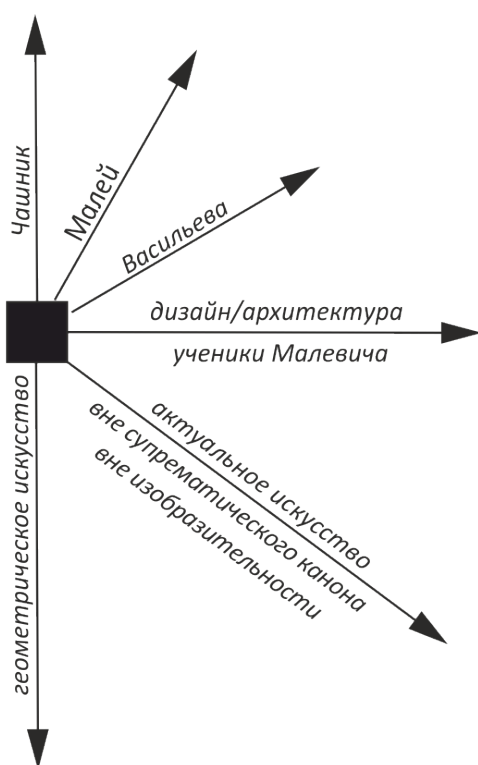 Чашник
Малей
Васильева
дизайн/архитектура
ученики Малевича
актуальное искусство
вне супрематического канона
вне изобразительности
геометрическое искусство